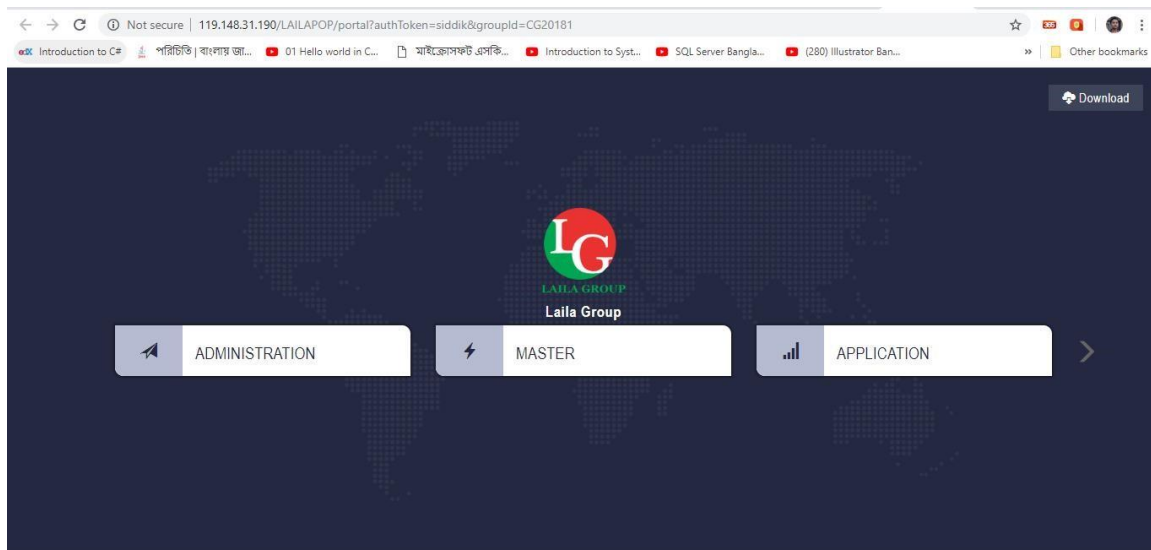 Not secure | 119.148.31.190/LAILAPOP/portal?authToken=siddik&groupId=CG20181
edX Introduction to C# পরিচিতি | বাংলায় জা... 01 Hello world in C... মাইক্রোসফট এসকি... Introduction to Syst... SQL Server Bangla... (280) Illustrator Ban... » Other bookmarks
Download
LG
LAILA GROUP
Laila Group
ADMINISTRATION MASTER APPLICATION